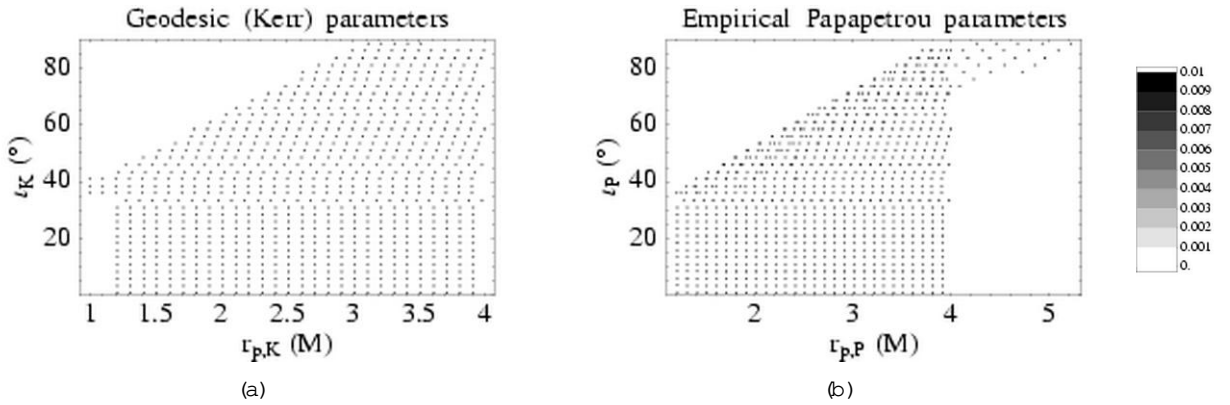 Geodesic (Kerr) parameters
80
60
40
20
ιK (°)
1 1.5 2 2.5 3 3.5 4
rp,K (M)
(a)
Empirical Papapetrou parameters
80
60
40
20
ιP (°)
2 3 4 5
rp,P (M)
(b)
0.01
0.009
0.008
0.007
0.006
0.005
0.004
0.003
0.002
0.001
0.